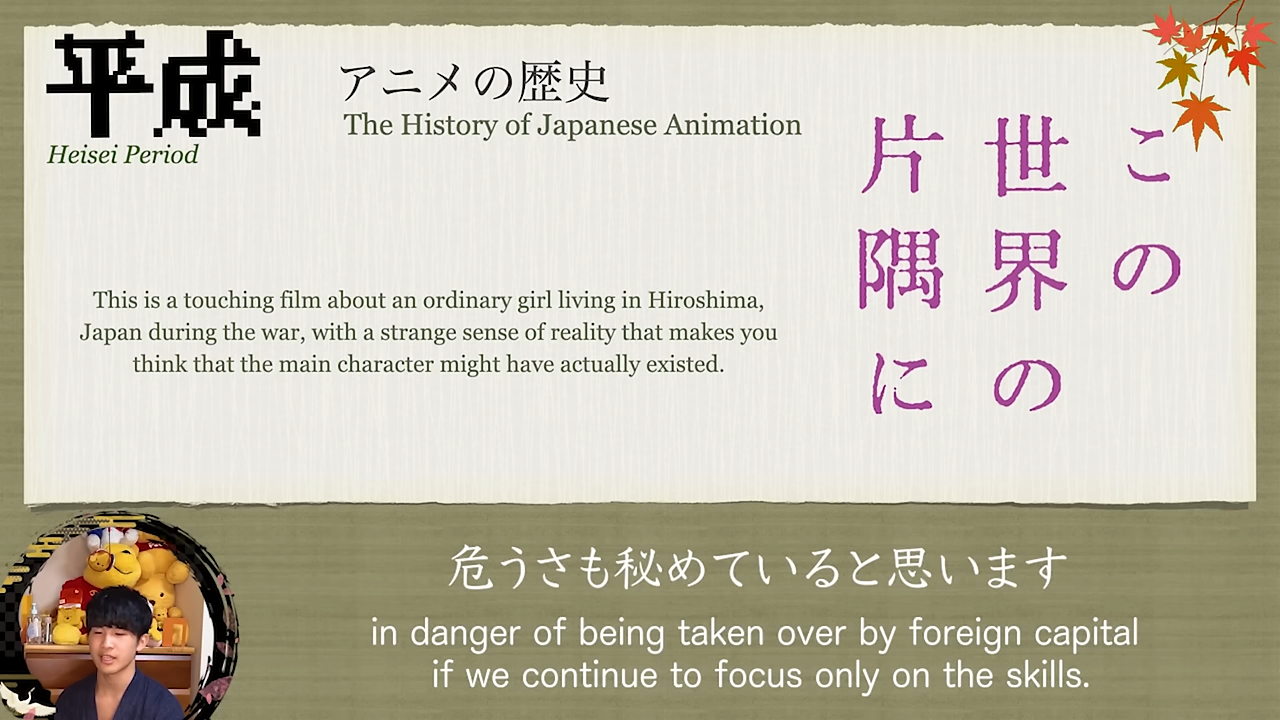 平成
Heisei Period
アニメの歴史
The History of Japanese Animation
この
世界の
片隅に
This is a touching film about an ordinary girl living in Hiroshima,
Japan during the war, with a strange sense of reality that makes you
think that the main character might have actually existed.
危うさも秘めていると思います
in danger of being taken over by foreign capital
if we continue to focus only on the skills.